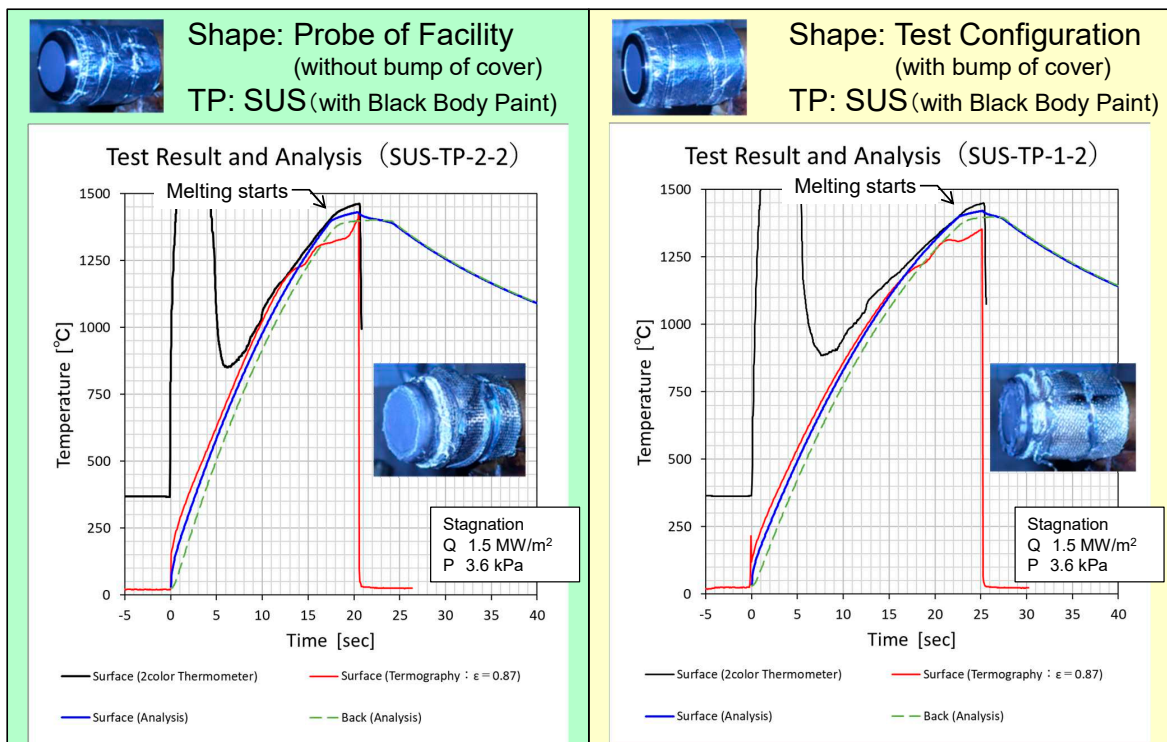 Shape: Probe of Facility
(without bump of cover)
TP: SUS（with Black Body Paint）
Test Result and Analysis （SUS-TP-2-2）
Melting starts
1500
1250
1000
750
500
250
0
Temperature [℃]
-5 0 5 10 15 20 25 30 35 40
Time [sec]
Stagnation
Q 1.5 MW/m²
P 3.6 kPa
Surface (2color Thermometer)
Surface (Termography：ε＝0.87)
Surface (Analysis)
Back (Analysis)
Shape: Test Configuration
(with bump of cover)
TP: SUS（with Black Body Paint）
Test Result and Analysis （SUS-TP-1-2）
Melting starts
1500
1250
1000
750
500
250
0
Temperature [℃]
-5 0 5 10 15 20 25 30 35 40
Time [sec]
Stagnation
Q 1.5 MW/m²
P 3.6 kPa
Surface (2color Thermometer)
Surface (Termography：ε＝0.87)
Surface (Analysis)
Back (Analysis)